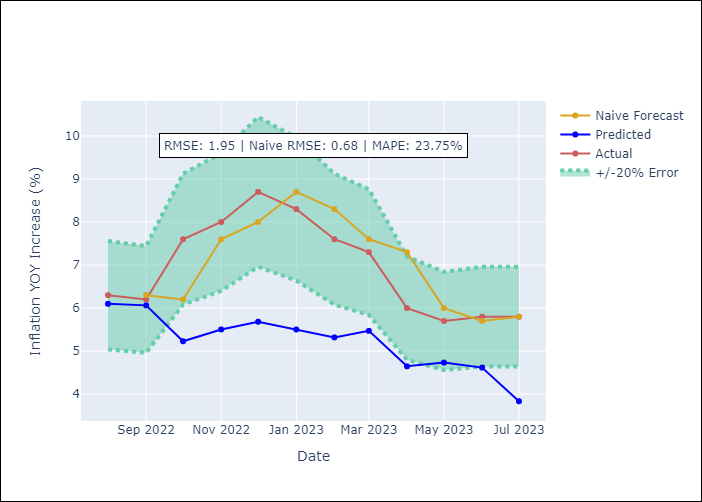 RMSE: 1.95 | Naive RMSE: 0.68 | MAPE: 23.75%
Naive Forecast
Predicted
Actual
+/-20% Error
Inflation YOY Increase (%)
10
9
8
7
6
5
4
Sep 2022
Nov 2022
Jan 2023
Mar 2023
May 2023
Jul 2023
Date